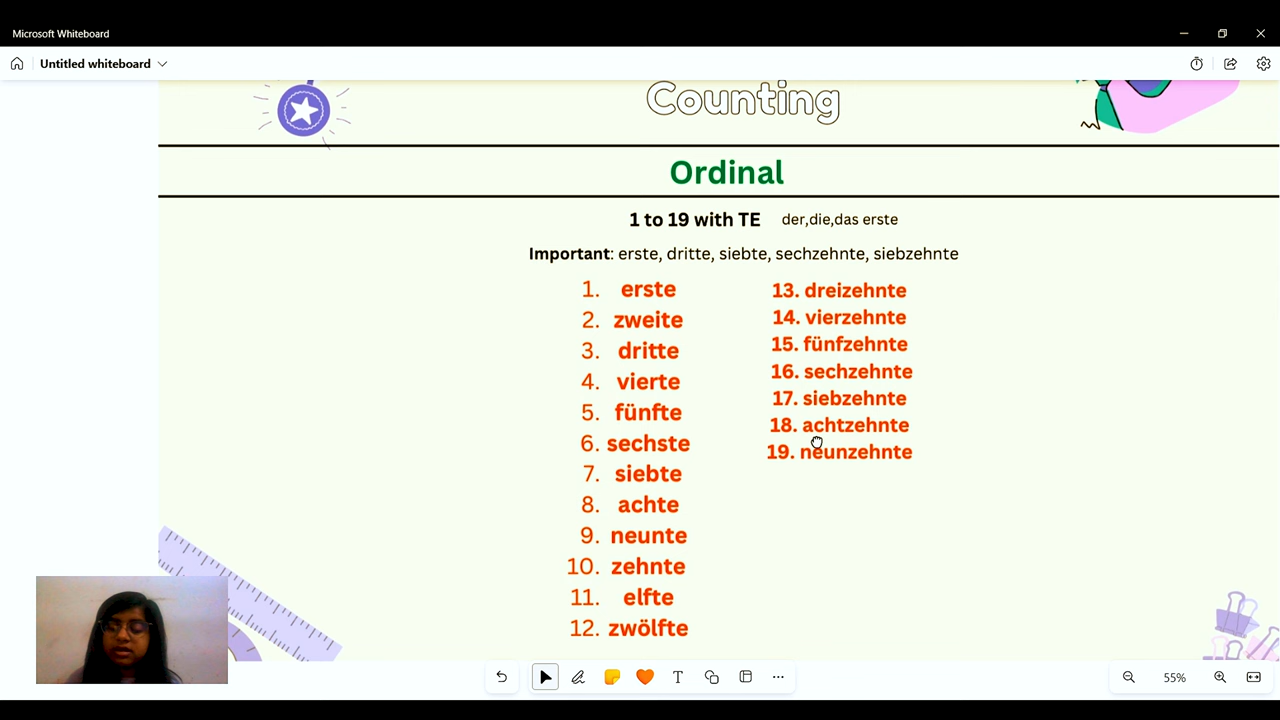 Microsoft Whiteboard
Untitled whiteboard
Counting
Ordinal
1 to 19 with TE der,die,das erste
Important: erste, dritte, siebte, sechzehnte, siebzehnte
1. erste
2. zweite
3. dritte
4. vierte
5. fünfte
6. sechste
7. siebte
8. achte
9. neunte
10. zehnte
11. elfte
12. zwölfte
13. dreizehnte
14. vierzehnte
15. fünfzehnte
16. sechzehnte
17. siebzehnte
18. achtzehnte
19. neunzehnte
55%